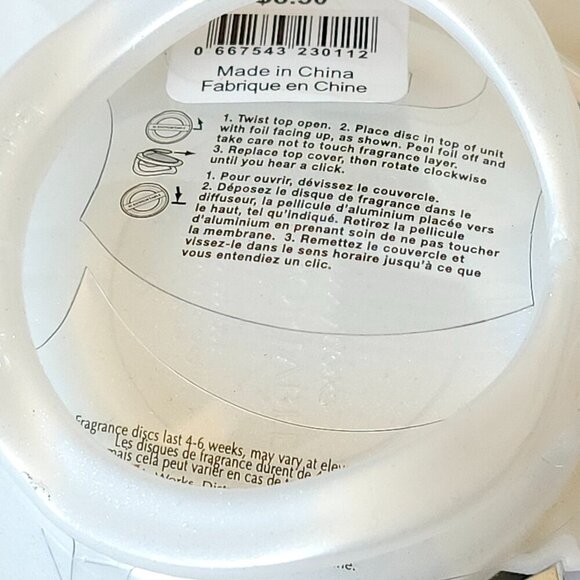 0 667543 230112
Made in China
Fabrique en Chine
1. Twist top open. 2. Place disc in top of unit
with foil facing up, as shown. Peel foil off and
take care not to touch fragrance layer.
3. Replace top cover, then rotate clockwise
until you hear a click.
1. Pour ouvrir, dévissez le couvercle.
2. Déposez le disque de fragrance dans le
diffuseur, la pellicule d'aluminium placée vers
le haut, tel qu'indiqué. Retirez la pellicule
d'aluminium en prenant soin de ne pas toucher
la membrane. 3. Remettez le couvercle et
vissez-le dans le sens horaire jusqu'à ce que
vous entendiez un clic.
Fragrance discs last 4-6 weeks, may vary at
Les disques de fragrance durent de
mais cela peut varier en cas de
Works,